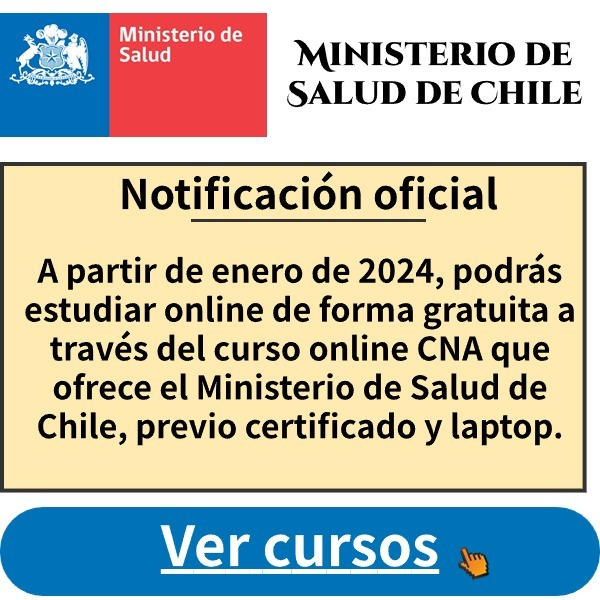 Ministerio de
Salud
MINISTERIO DE
SALUD DE CHILE
Notificación oficial
A partir de enero de 2024, podrás
estudiar online de forma gratuita a
través del curso online CNA que
ofrece el Ministerio de Salud de
Chile, previo certificado y laptop.
Ver cursos